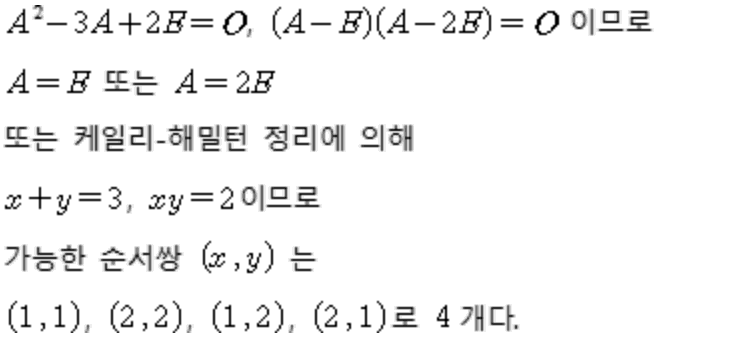 A²−3A+2E=O, (A−E)(A−2E)=O 이므로
A=E 또는 A=2E
또는 케일리-해밀턴 정리에 의해
x+y=3, xy=2이므로
가능한 순서쌍 (x,y) 는
(1,1), (2,2), (1,2), (2,1)로 4개다.